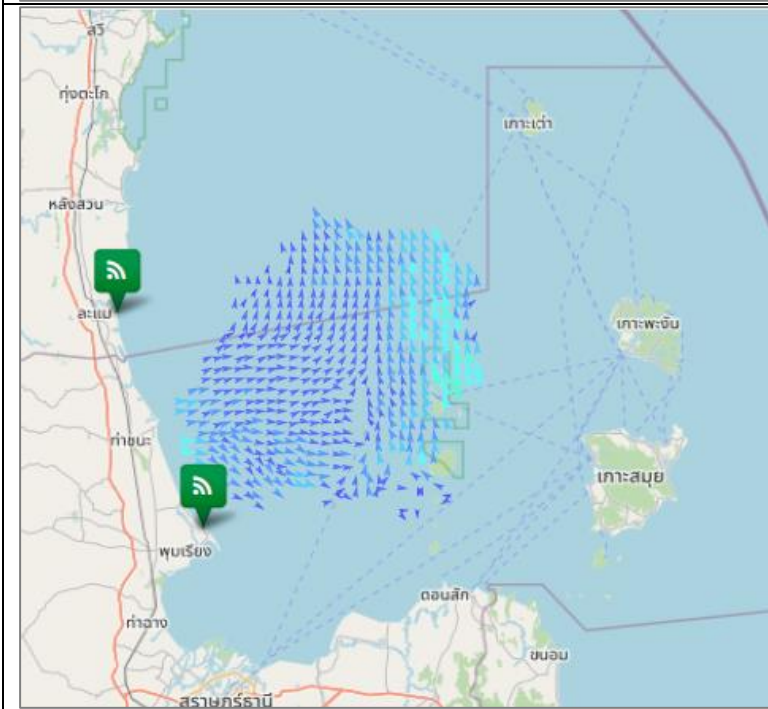 สวี
ทุ่งตะโก
เกาะเต่า
หลังสวน
ละแม
เกาะพะงัน
ท่าชนะ
เกาะสมุย
พุมเรียง
ดอนสัก
ท่าฉาง
ขนอม
สุราษฎร์ธานี